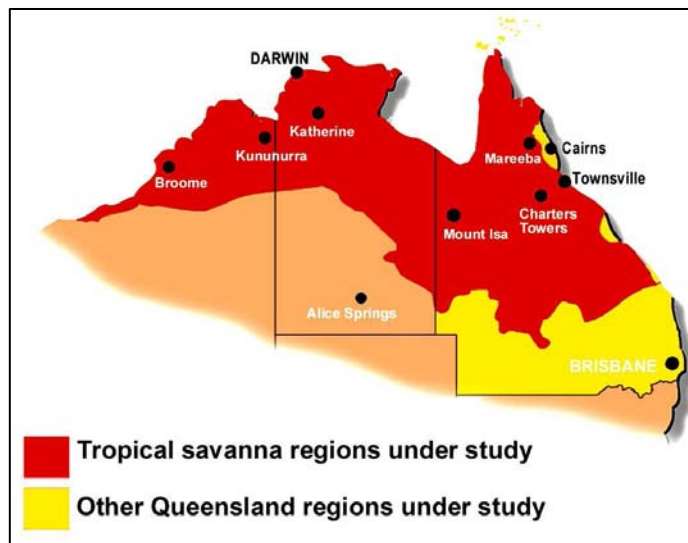 DARWIN
Katherine
Kununurra
Broome
Mareeba
Cairns
Townsville
Charters
Towers
Mount Isa
Alice Springs
BRISBANE
Tropical savanna regions under study
Other Queensland regions under study